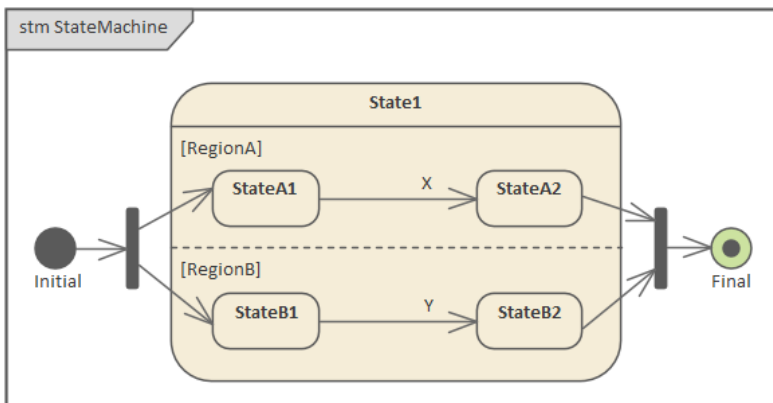 stm StateMachine
State1
[RegionA]
StateA1
X
StateA2
Initial
[RegionB]
StateB1
Y
StateB2
Final